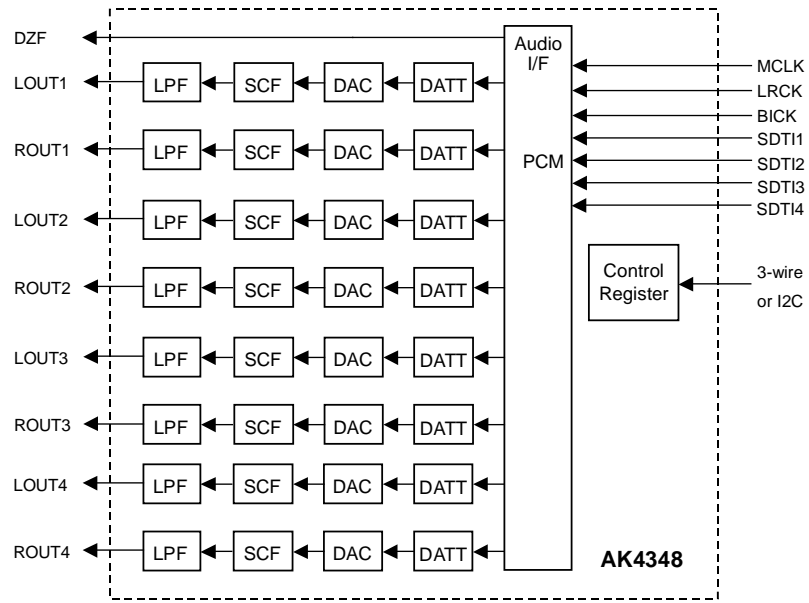 DZF
Audio
I/F
MCLK
LOUT1
LPF SCF DAC DATT
LRCK
BICK
SDTI1
ROUT1
LPF SCF DAC DATT
PCM
SDTI2
SDTI3
SDTI4
LOUT2
LPF SCF DAC DATT
Control
Register
3-wire
or I2C
ROUT2
LPF SCF DAC DATT
LOUT3
LPF SCF DAC DATT
ROUT3
LPF SCF DAC DATT
LOUT4
LPF SCF DAC DATT
ROUT4
LPF SCF DAC DATT
AK4348